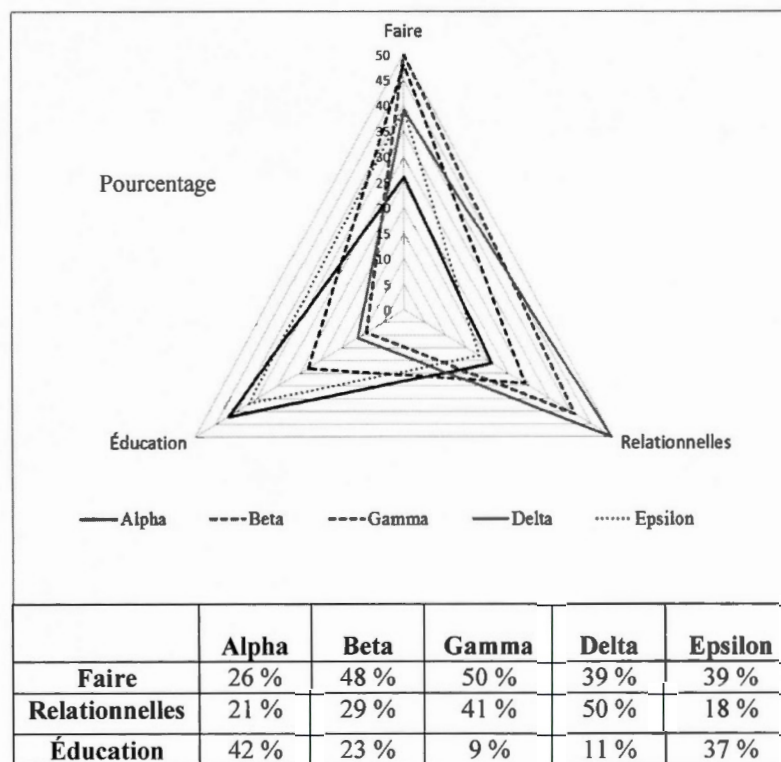 Faire
50
45
40
35
30
25
20
15
10
5
0
Pourcentage
Éducation
Relationnelles
Alpha Beta Gamma Delta Epsilon
Alpha Beta Gamma Delta Epsilon
Faire 26 % 48 % 50 % 39 % 39 %
Relationnelles 21 % 29 % 41 % 50 % 18 %
Éducation 42 % 23 % 9 % 11 % 37 %